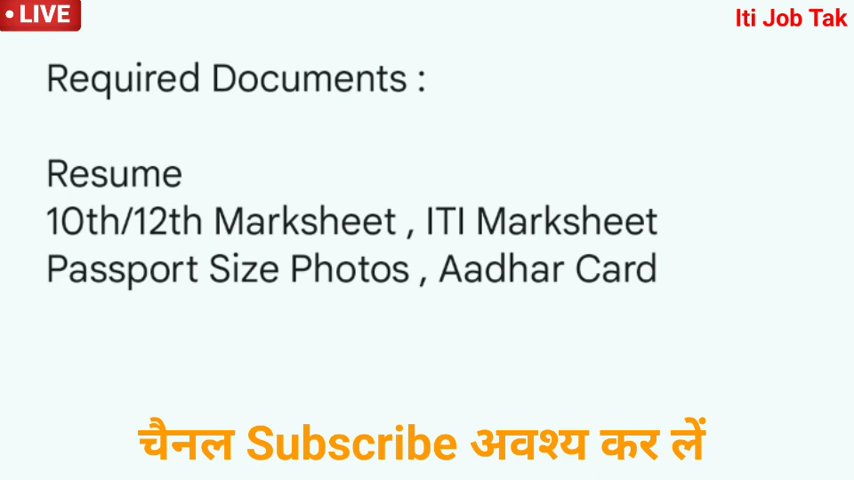 • LIVE
Iti Job Tak
Required Documents :
Resume
10th/12th Marksheet , ITI Marksheet
Passport Size Photos , Aadhar Card
चैनल Subscribe अवश्य कर लें